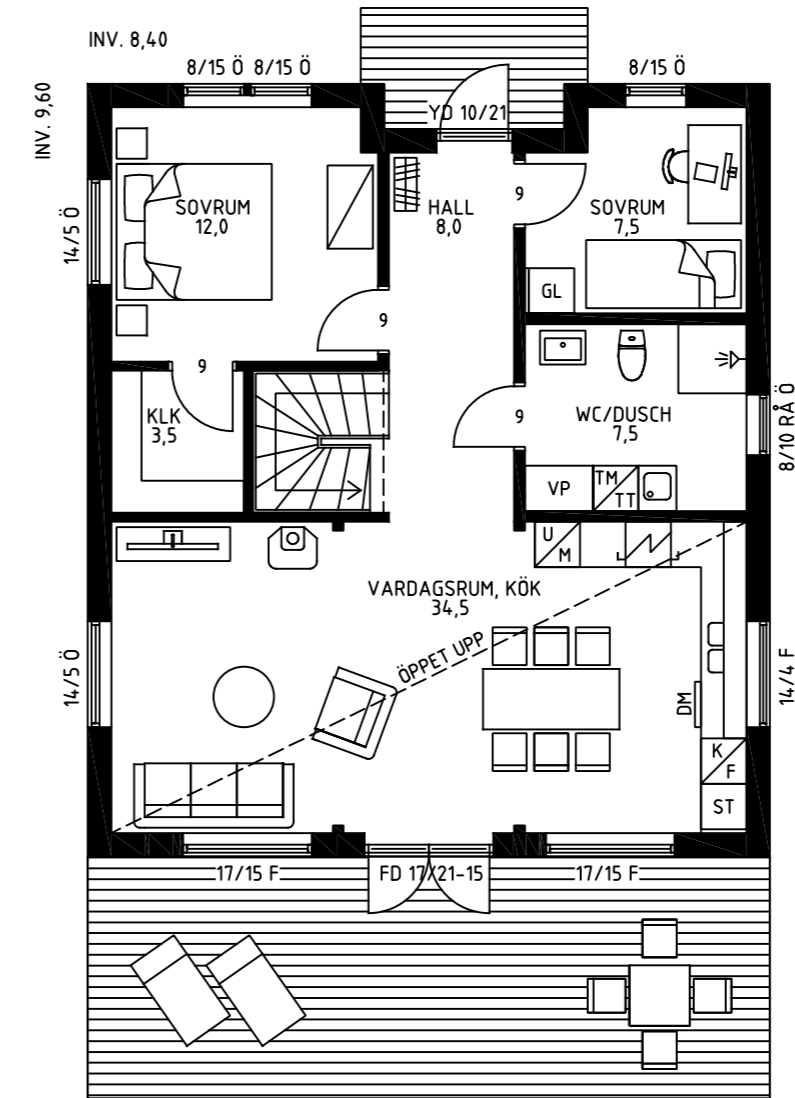 INV. 8,40
8/15 Ö 8/15 Ö
8/15 Ö
INV. 9,60
YD 10/21
SOVRUM
12,0
HALL
8,0
9
SOVRUM
7,5
14/5 Ö
GL
9
9
KLK
3,5
9
WC/DUSCH
7,5
8/10 RÅ Ö
VP
TM
TT
U
M
VARDAGSRUM, KÖK
34,5
ÖPPET UPP
14/5 Ö
DM
14/4 F
K
F
ST
17/15 F
FD 17/21-15
17/15 F